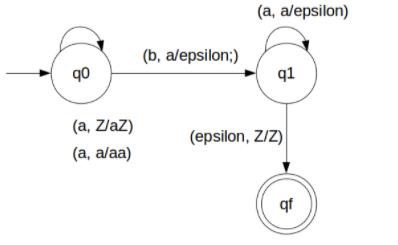 (a, a/epsilon)
(b, a/epsilon;)
q0
q1
(a, Z/aZ)
(a, a/aa)
(epsilon, Z/Z)
qf